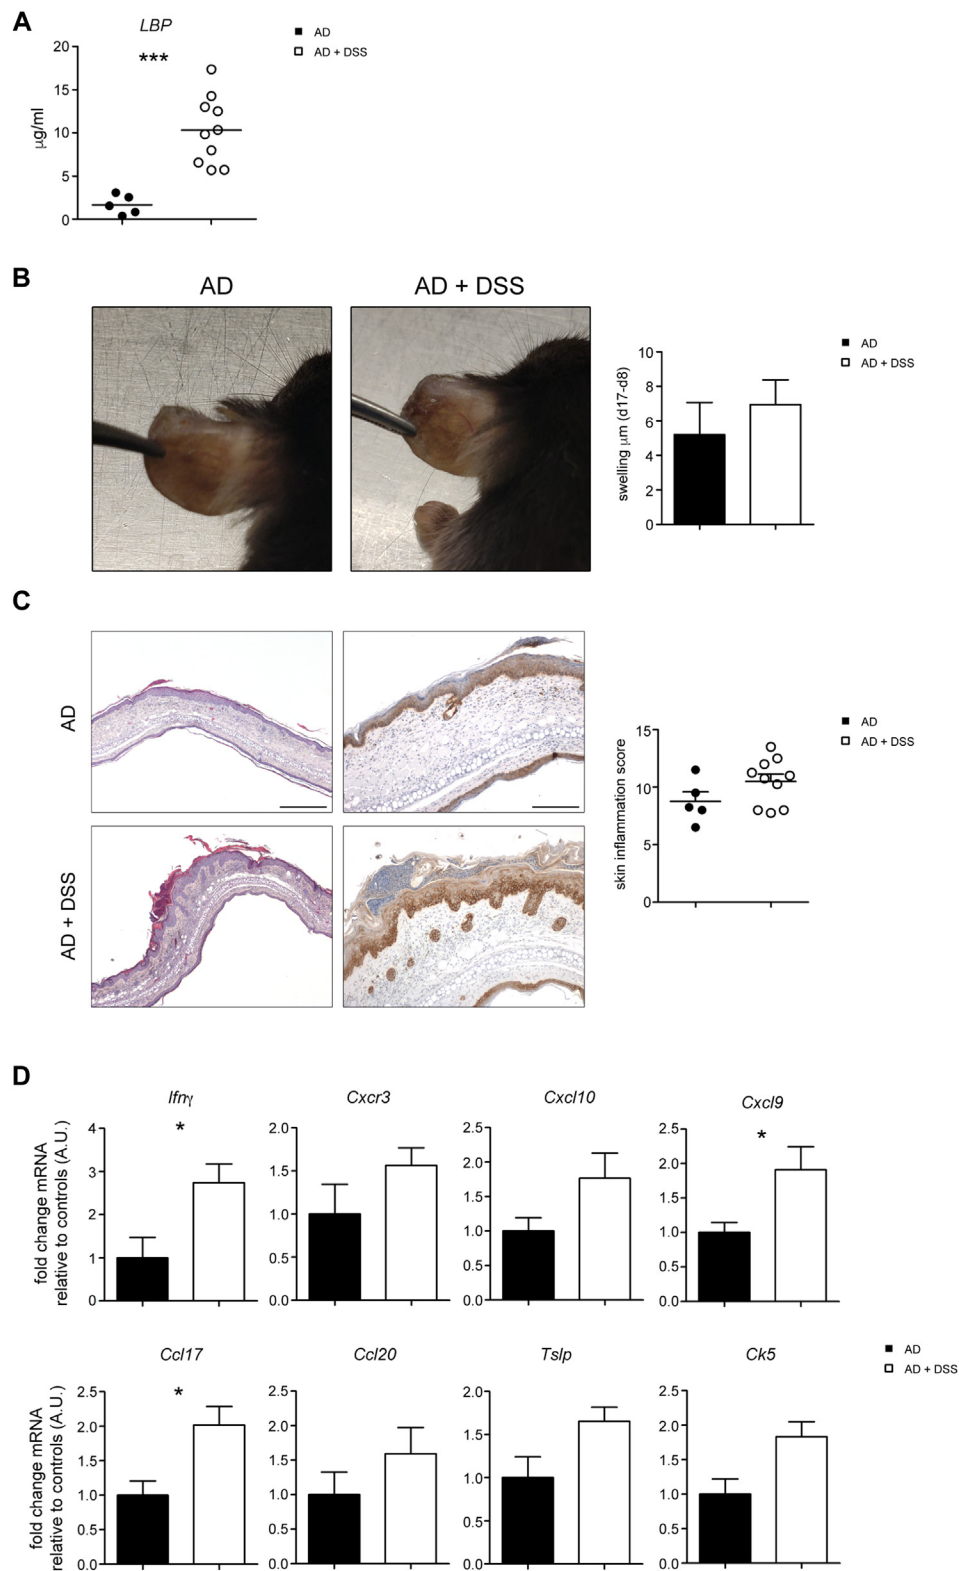 A
LBP
AD
AD + DSS
***
20
15
10
5
0
µg/ml
B
AD
AD + DSS
AD
AD + DSS
10
8
6
4
2
0
swelling µm (d17-d8)
C
AD
AD + DSS
AD
AD + DSS
15
10
5
0
skin inflammation score
D
Ifnγ
Cxcr3
Cxcl10
Cxcl9
*
*
fold change mRNA
relative to controls (A.U.)
4
3
2
1
0
2.0
1.5
1.0
0.5
0.0
2.5
2.0
1.5
1.0
0.5
0.0
2.5
2.0
1.5
1.0
0.5
0.0
Ccl17
Ccl20
Tslp
Ck5
AD
AD + DSS
*
fold change mRNA
relative to controls (A.U.)
2.5
2.0
1.5
1.0
0.5
0.0
2.5
2.0
1.5
1.0
0.5
0.0
2.0
1.5
1.0
0.5
0.0
2.5
2.0
1.5
1.0
0.5
0.0